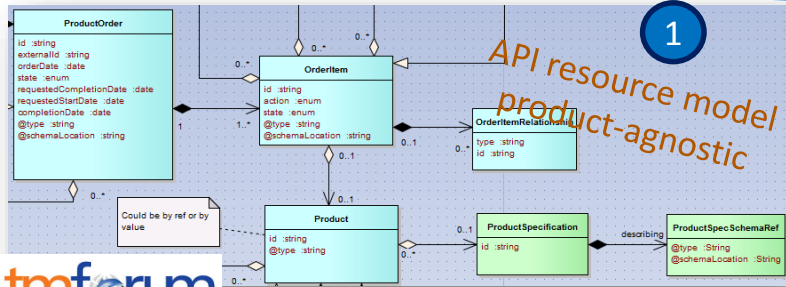 ProductOrder
id :string
externalId :string
orderDate :date
state :enum
requestedCompletionDate :date
requestedStartDate :date
completionDate :date
@type :string
@schemaLocation :string
1
1..*
0..*
0..*
0..*
0..*
OrderItem
id :string
action :enum
state :enum
@type :string
@schemaLocation :string
1
API resource model
product-agnostic
0..1
0..*
OrderItemRelationship
type :string
id :string
0..1
0..1
Could be by ref or by
value
Product
id :string
@type :string
0..*
0..*
0..1
ProductSpecification
id :string
describing
ProductSpecSchemaRef
@type :String
@schemaLocation :String
tmforum